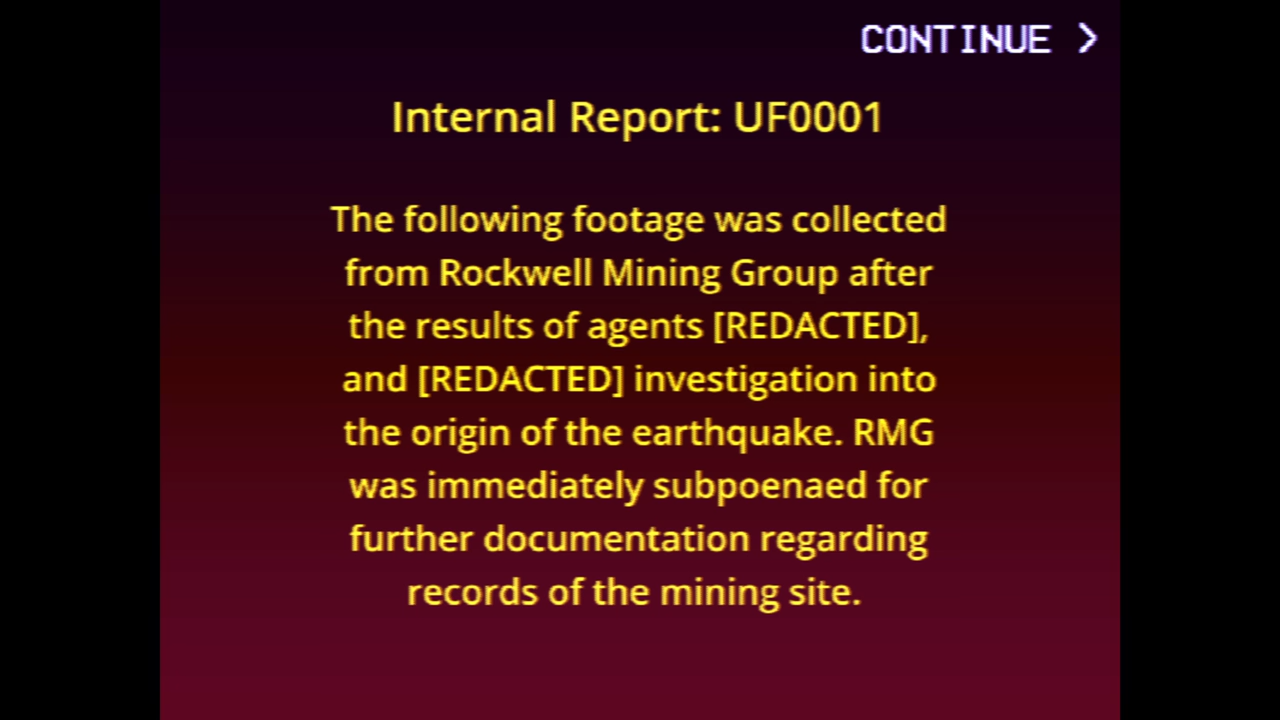 CONTINUE >
Internal Report: UF0001
The following footage was collected
from Rockwell Mining Group after
the results of agents [REDACTED],
and [REDACTED] investigation into
the origin of the earthquake. RMG
was immediately subpoenaed for
further documentation regarding
records of the mining site.